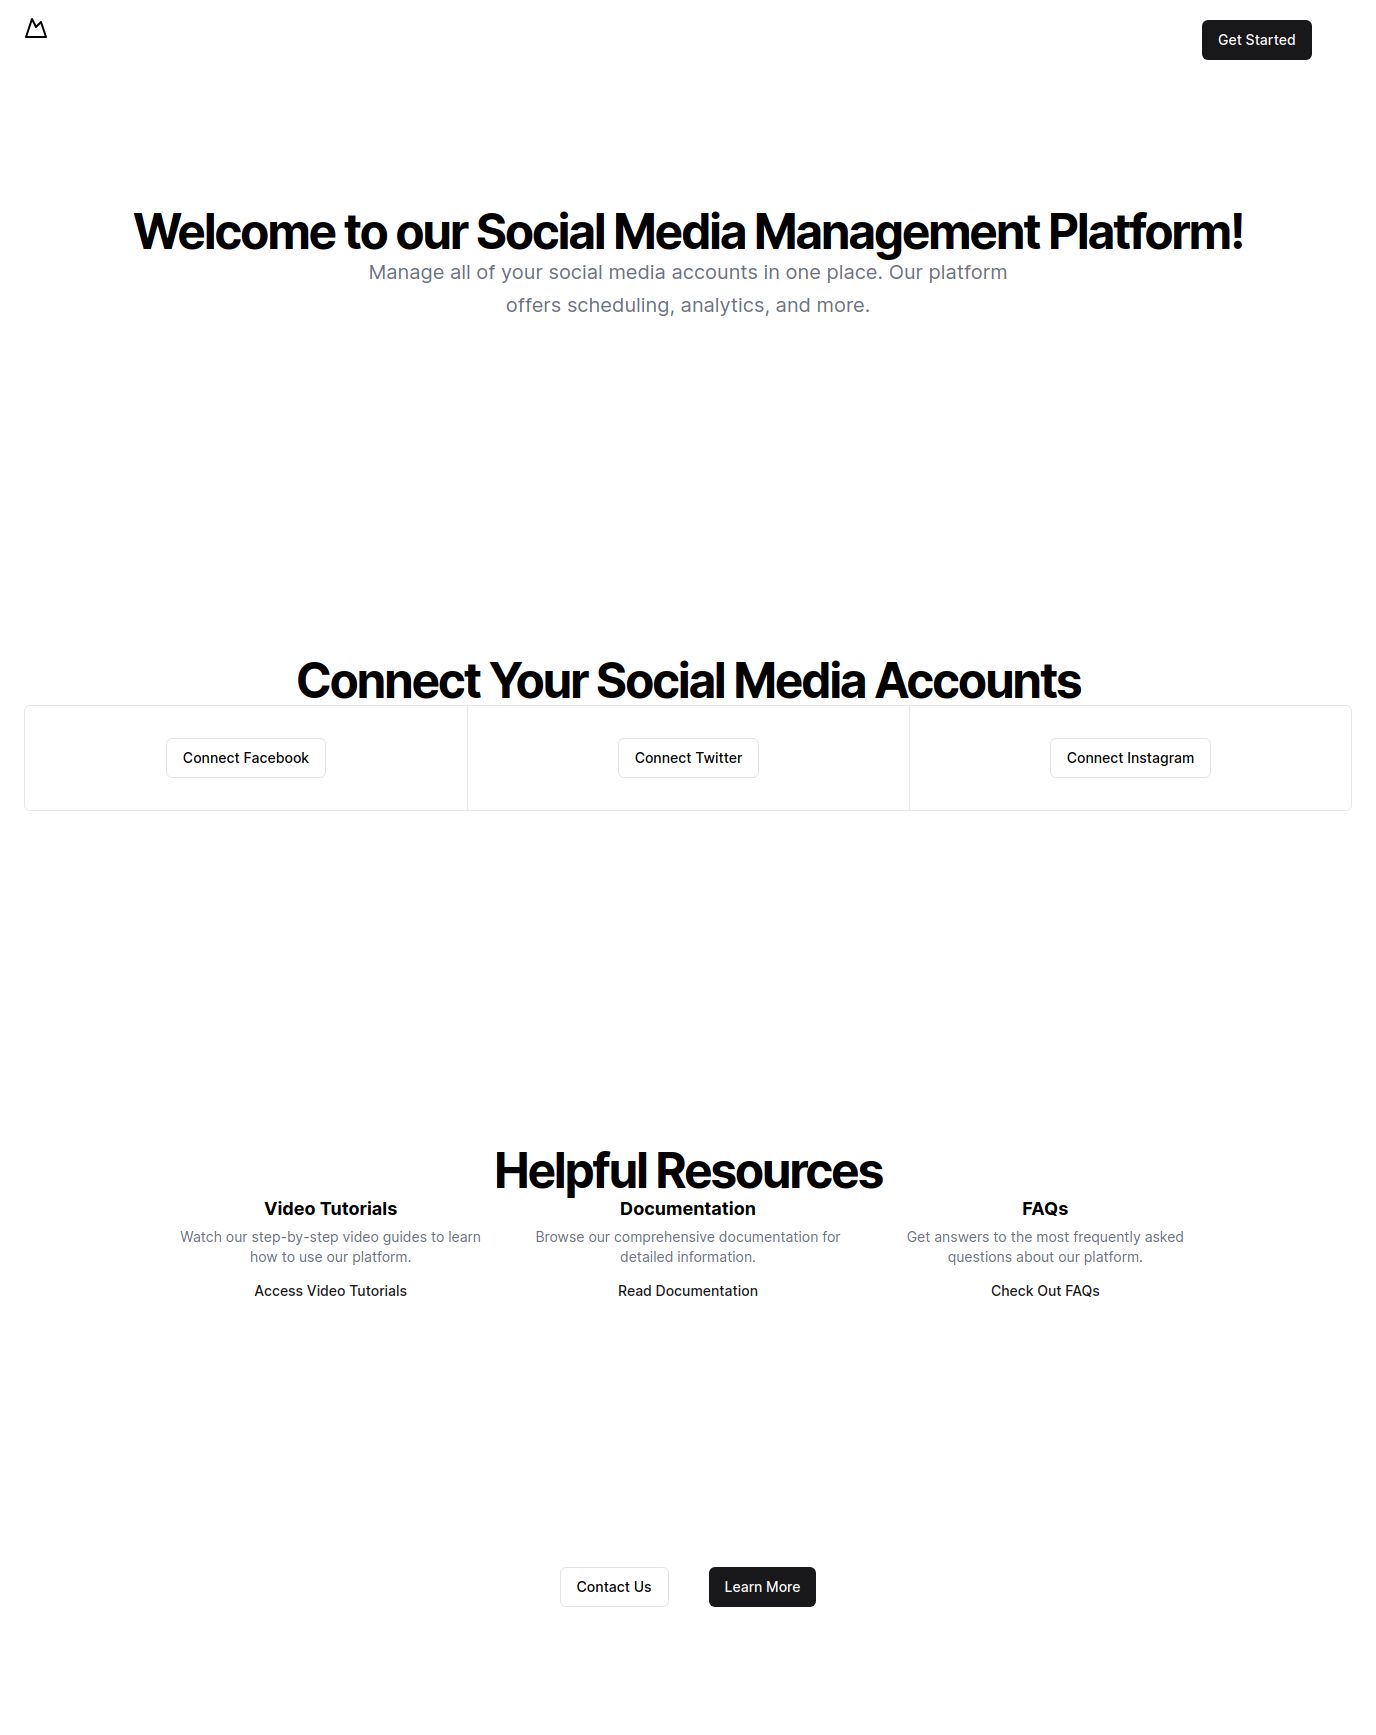 Get Started
Welcome to our Social Media Management Platform!
Manage all of your social media accounts in one place. Our platform
offers scheduling, analytics, and more.
Connect Your Social Media Accounts
Connect Facebook
Connect Twitter
Connect Instagram
Helpful Resources
Video Tutorials
Watch our step-by-step video guides to learn
how to use our platform.
Access Video Tutorials
Documentation
Browse our comprehensive documentation for
detailed information.
Read Documentation
FAQs
Get answers to the most frequently asked
questions about our platform.
Check Out FAQs
Contact Us
Learn More